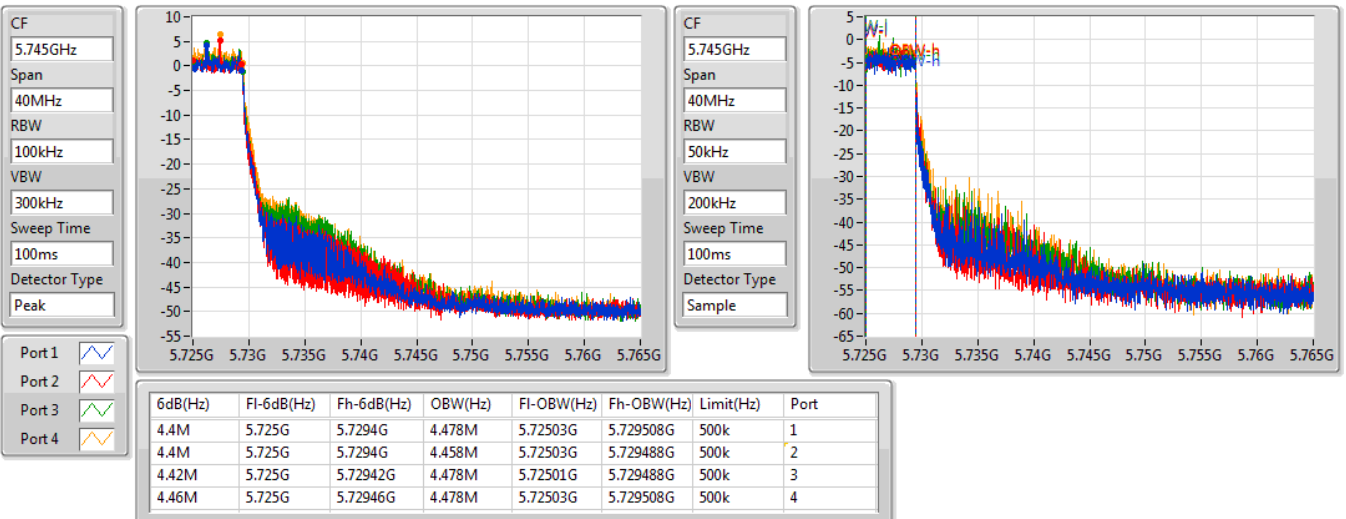 CF
5.745GHz
Span
40MHz
RBW
100kHz
VBW
300kHz
Sweep Time
100ms
Detector Type
Peak
10
5
0
-5
-10
-15
-20
-25
-30
-35
-40
-45
-50
-55
5.725G 5.73G 5.735G 5.74G 5.745G 5.75G 5.755G 5.76G 5.765G
CF
5.745GHz
Span
40MHz
RBW
50kHz
VBW
200kHz
Sweep Time
100ms
Detector Type
Sample
5
0
-5
-10
-15
-20
-25
-30
-35
-40
-45
-50
-55
-60
-65
5.725G 5.73G 5.735G 5.74G 5.745G 5.75G 5.755G 5.76G 5.765G
Port 1
Port 2
Port 3
Port 4
6dB(Hz) Fl-6dB(Hz) Fh-6dB(Hz) OBW(Hz) Fl-OBW(Hz) Fh-OBW(Hz) Limit(Hz) Port
4.4M 5.725G 5.7294G 4.478M 5.72503G 5.729508G 500k 1
4.4M 5.725G 5.7294G 4.458M 5.72503G 5.729488G 500k 2
4.42M 5.725G 5.72942G 4.478M 5.72501G 5.729488G 500k 3
4.46M 5.725G 5.72946G 4.478M 5.72503G 5.729508G 500k 4